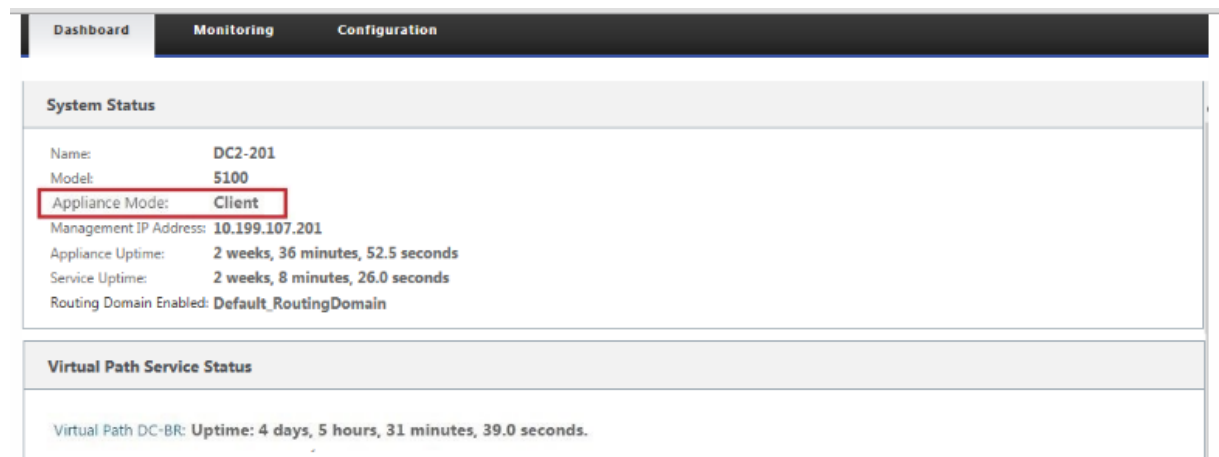 Dashboard Monitoring Configuration
System Status
Name: DC2-201
Model: 5100
Appliance Mode: Client
Management IP Address: 10.199.107.201
Appliance Uptime: 2 weeks, 36 minutes, 52.5 seconds
Service Uptime: 2 weeks, 8 minutes, 26.0 seconds
Routing Domain Enabled: Default_RoutingDomain
Virtual Path Service Status
Virtual Path DC-BR: Uptime: 4 days, 5 hours, 31 minutes, 39.0 seconds.